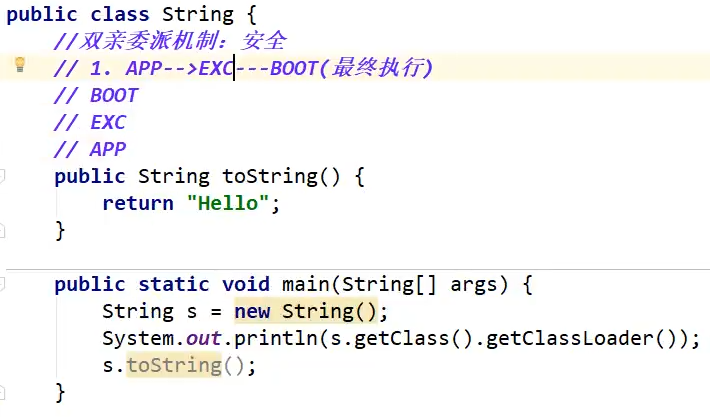 public class String {
//双亲委派机制：安全
// 1. APP-->EXC---BOOT(最终执行)
// BOOT
// EXC
// APP
public String toString() {
return "Hello";
}
public static void main(String[] args) {
String s = new String();
System.out.println(s.getClass().getClassLoader());
s.toString();
}